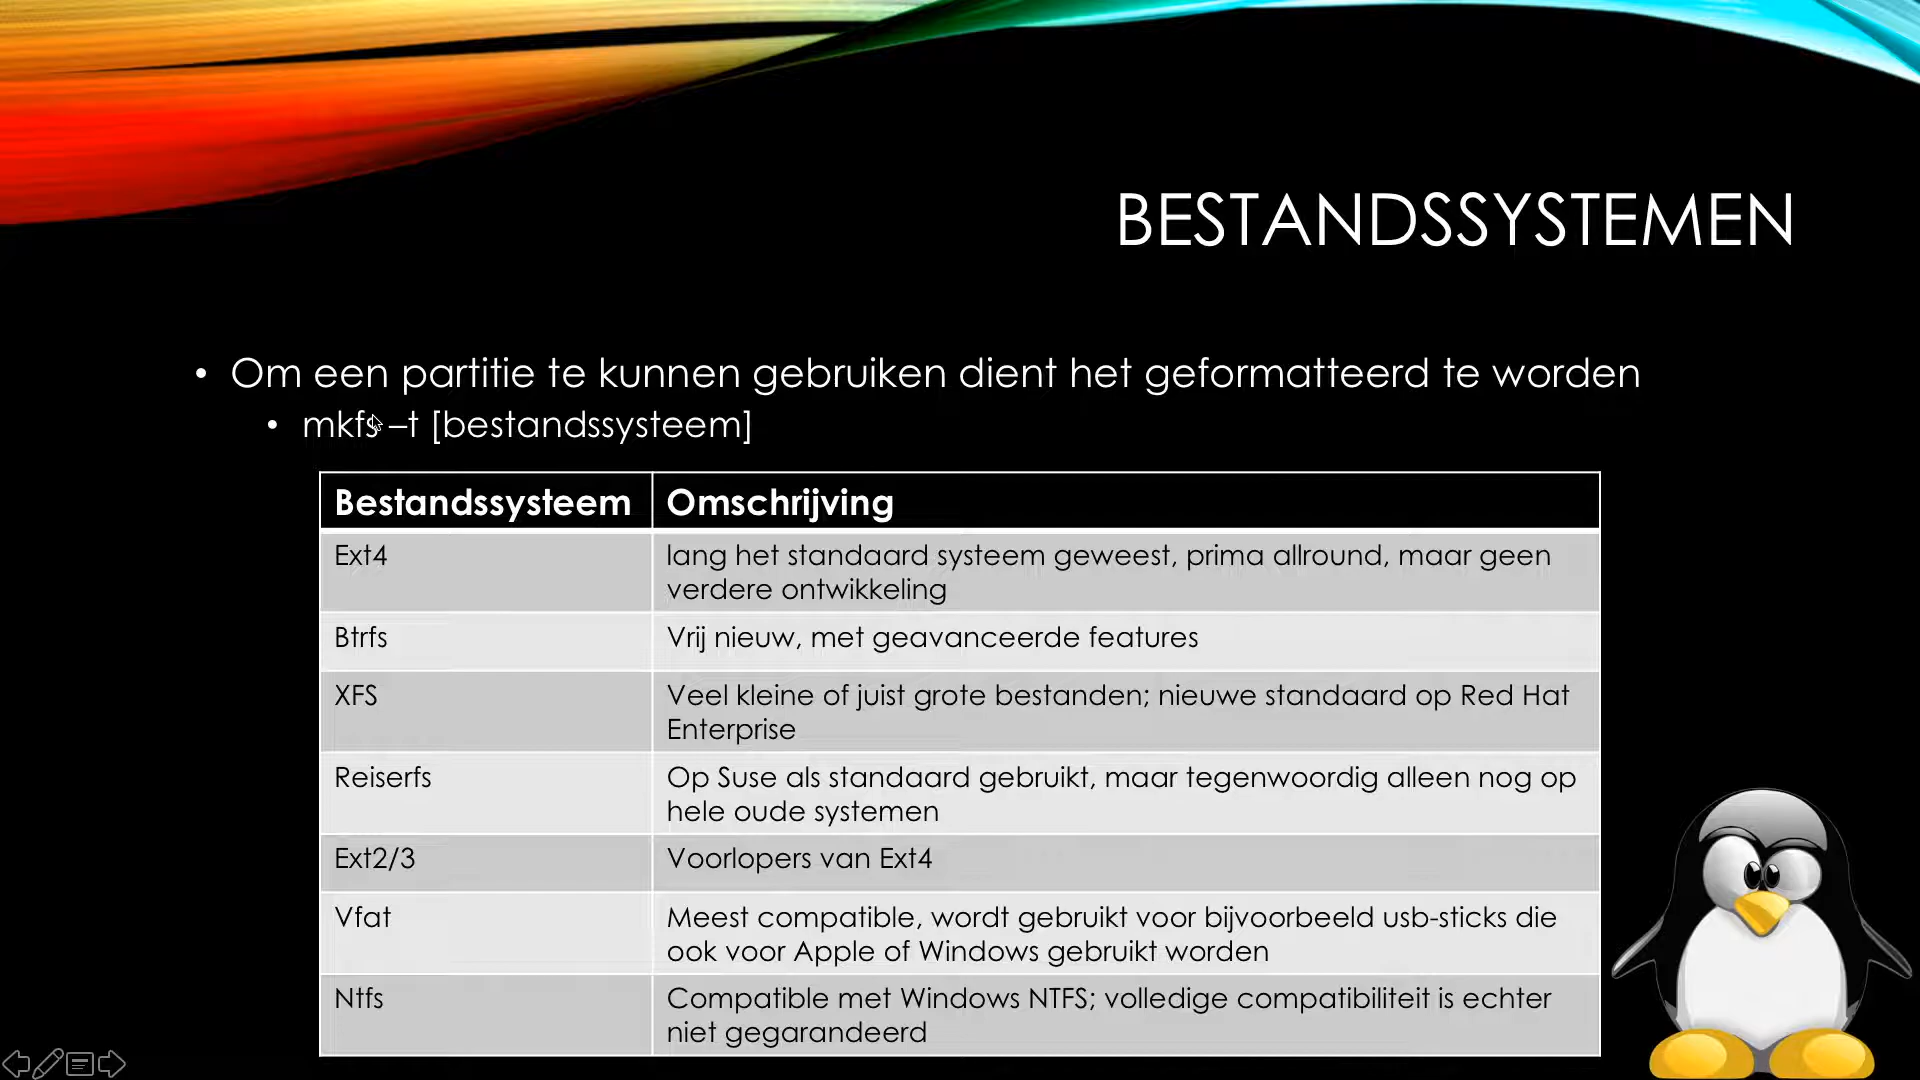 BESTANDSSYSTEMEN
• Om een partitie te kunnen gebruiken dient het geformatteerd te worden
• mkfs –t [bestandssysteem]
Bestandssysteem Omschrijving
Ext4 lang het standaard systeem geweest, prima allround, maar geen
verdere ontwikkeling
Btrfs Vrij nieuw, met geavanceerde features
XFS Veel kleine of juist grote bestanden; nieuwe standaard op Red Hat
Enterprise
Reiserfs Op Suse als standaard gebruikt, maar tegenwoordig alleen nog op
hele oude systemen
Ext2/3 Voorlopers van Ext4
Vfat Meest compatible, wordt gebruikt voor bijvoorbeeld usb-sticks die
ook voor Apple of Windows gebruikt worden
Ntfs Compatible met Windows NTFS; volledige compatibiliteit is echter
niet gegarandeerd